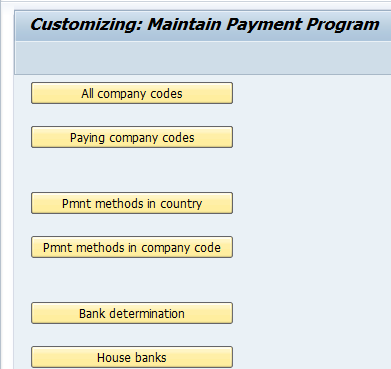 Customizing: Maintain Payment Program
All company codes
Paying company codes
Pmnt methods in country
Pmnt methods in company code
Bank determination
House banks